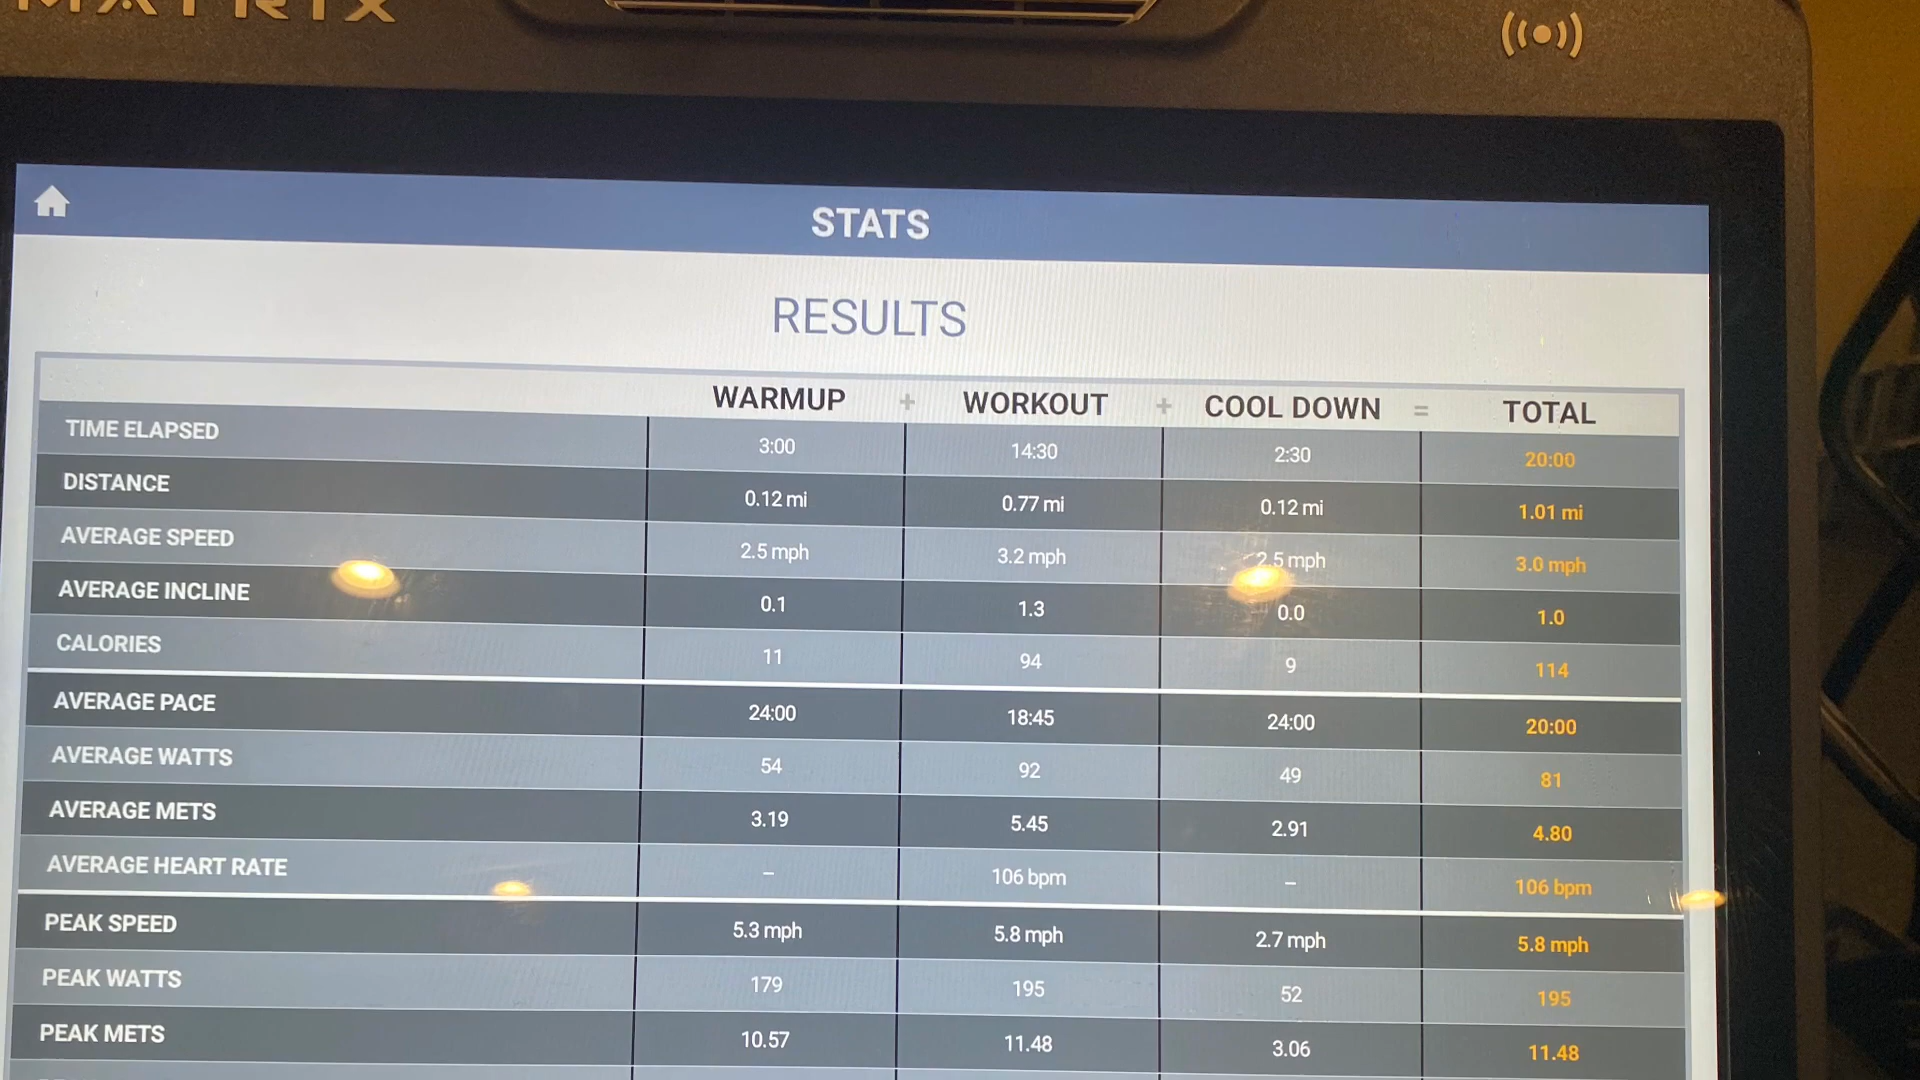 MATRIX
STATS
RESULTS
WARMUP + WORKOUT + COOL DOWN = TOTAL
TIME ELAPSED 3:00 14:30 2:30 20:00
DISTANCE 0.12 mi 0.77 mi 0.12 mi 1.01 mi
AVERAGE SPEED 2.5 mph 3.2 mph 2.5 mph 3.0 mph
AVERAGE INCLINE 0.1 1.3 0.0 1.0
CALORIES 11 94 9 114
AVERAGE PACE 24:00 18:45 24:00 20:00
AVERAGE WATTS 54 92 49 81
AVERAGE METS 3.19 5.45 2.91 4.80
AVERAGE HEART RATE – 106 bpm – 106 bpm
PEAK SPEED 5.3 mph 5.8 mph 2.7 mph 5.8 mph
PEAK WATTS 179 195 52 195
PEAK METS 10.57 11.48 3.06 11.48